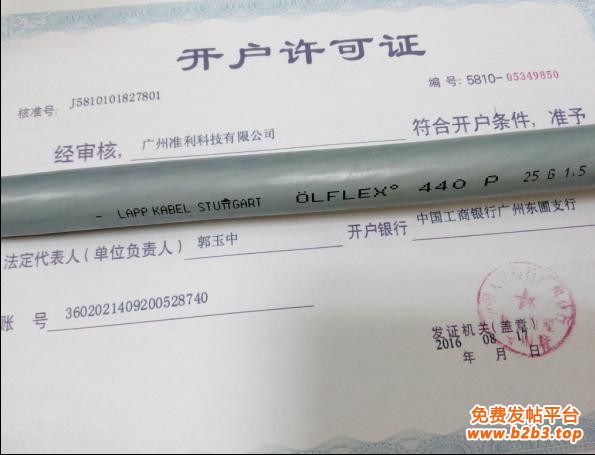 开户许可证
核准号: J5810101827801
编号: 5810-05349850
经审核, 广州准利科技有限公司 符合开户条件, 准予
- LAPP KABEL STUTTGART ÖLFLEX® 440 P 25 G 1,5
法定代表人(单位负责人) 郭玉中 开户银行 中国工商银行广州东圃支行
账 号 3602021409200528740
发证机关(盖章)
2016 年 08 月 17 日
免费发帖平台
www.b2b3.top